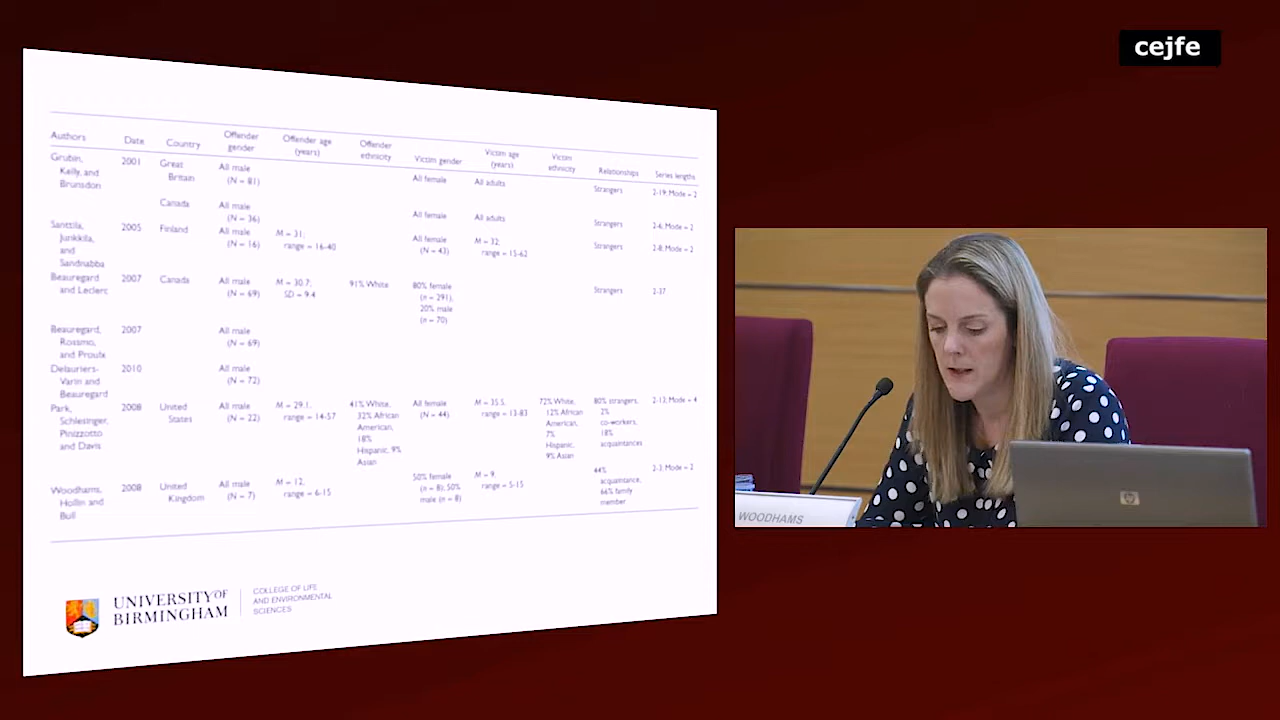 cejfe
Authors Date Country Offender gender Offender age (years) Offender ethnicity Victim gender Victim age (years) Victim ethnicity Relationships Series lengths
Grubin, Kelly, and Brunsdon 2001 Great Britain All male (N = 81) All female All adults Strangers 2-19; Mode = 2
Canada All male (N = 36) All female All adults Strangers 2-6; Mode = 2
Santtila, Junkkila, and Sandnabba 2005 Finland All male (N = 16) M = 31; range = 16-40 All female (N = 43) M = 32; range = 15-62 Strangers 2-8; Mode = 2
Beauregard and Leclerc 2007 Canada All male (N = 69) M = 30.7; SD = 9.4 91% White 80% female (n = 291), 20% male (n = 70) Strangers 2-37
Beauregard, Rossmo, and Proulx 2007 All male (N = 69)
Delauriers-Varin and Beauregard 2010 All male (N = 72)
Park, Schlesinger, Pinizzotto and Davis 2008 United States All male (N = 22) M = 29.1, range = 14-57 41% White, 32% African American, 18% Hispanic, 9% Asian All female (N = 44) M = 35.5, range = 13-83 72% White, 12% African American, 7% Hispanic, 9% Asian 80% strangers, 2% co-workers, 18% acquaintances 2-13; Mode = 4
Woodhams, Hollin and Bull 2008 United Kingdom All male (N = 7) M = 12, range = 6-15 50% female (n = 8); 50% male (n = 8) M = 9, range = 5-15 44% acquaintance, 66% family member 2-3; Mode = 2
UNIVERSITY OF
BIRMINGHAM
COLLEGE OF LIFE
AND ENVIRONMENTAL
SCIENCES
WOODHAMS
hp